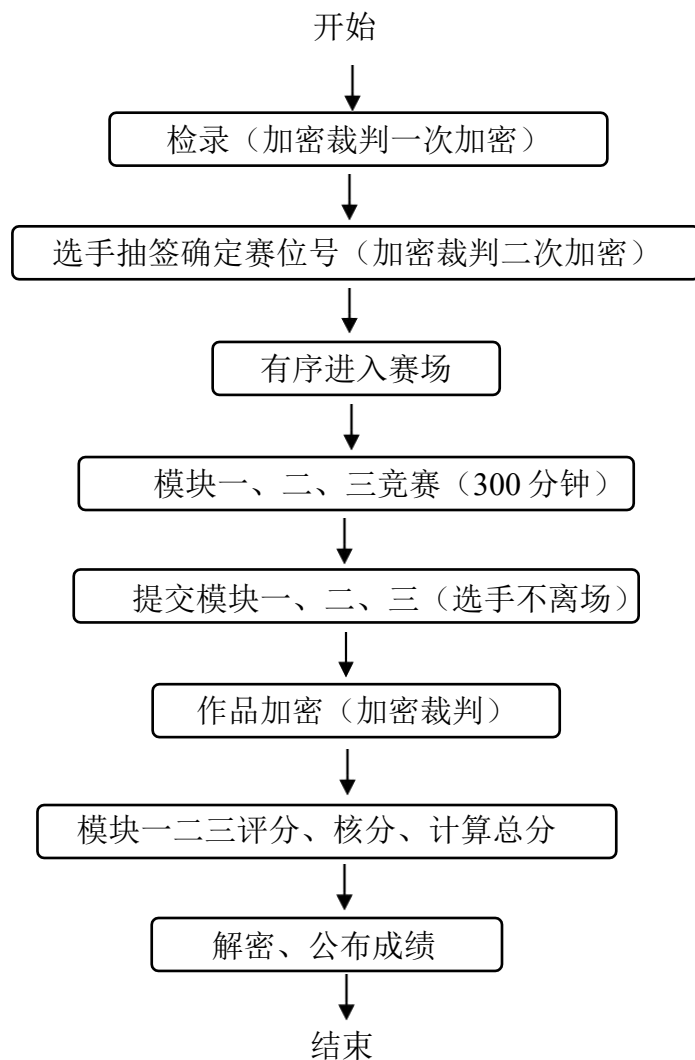 开始
检录（加密裁判一次加密）
选手抽签确定赛位号（加密裁判二次加密）
有序进入赛场
模块一、二、三竞赛（300分钟）
提交模块一、二、三（选手不离场）
作品加密（加密裁判）
模块一二三评分、核分、计算总分
解密、公布成绩
结束